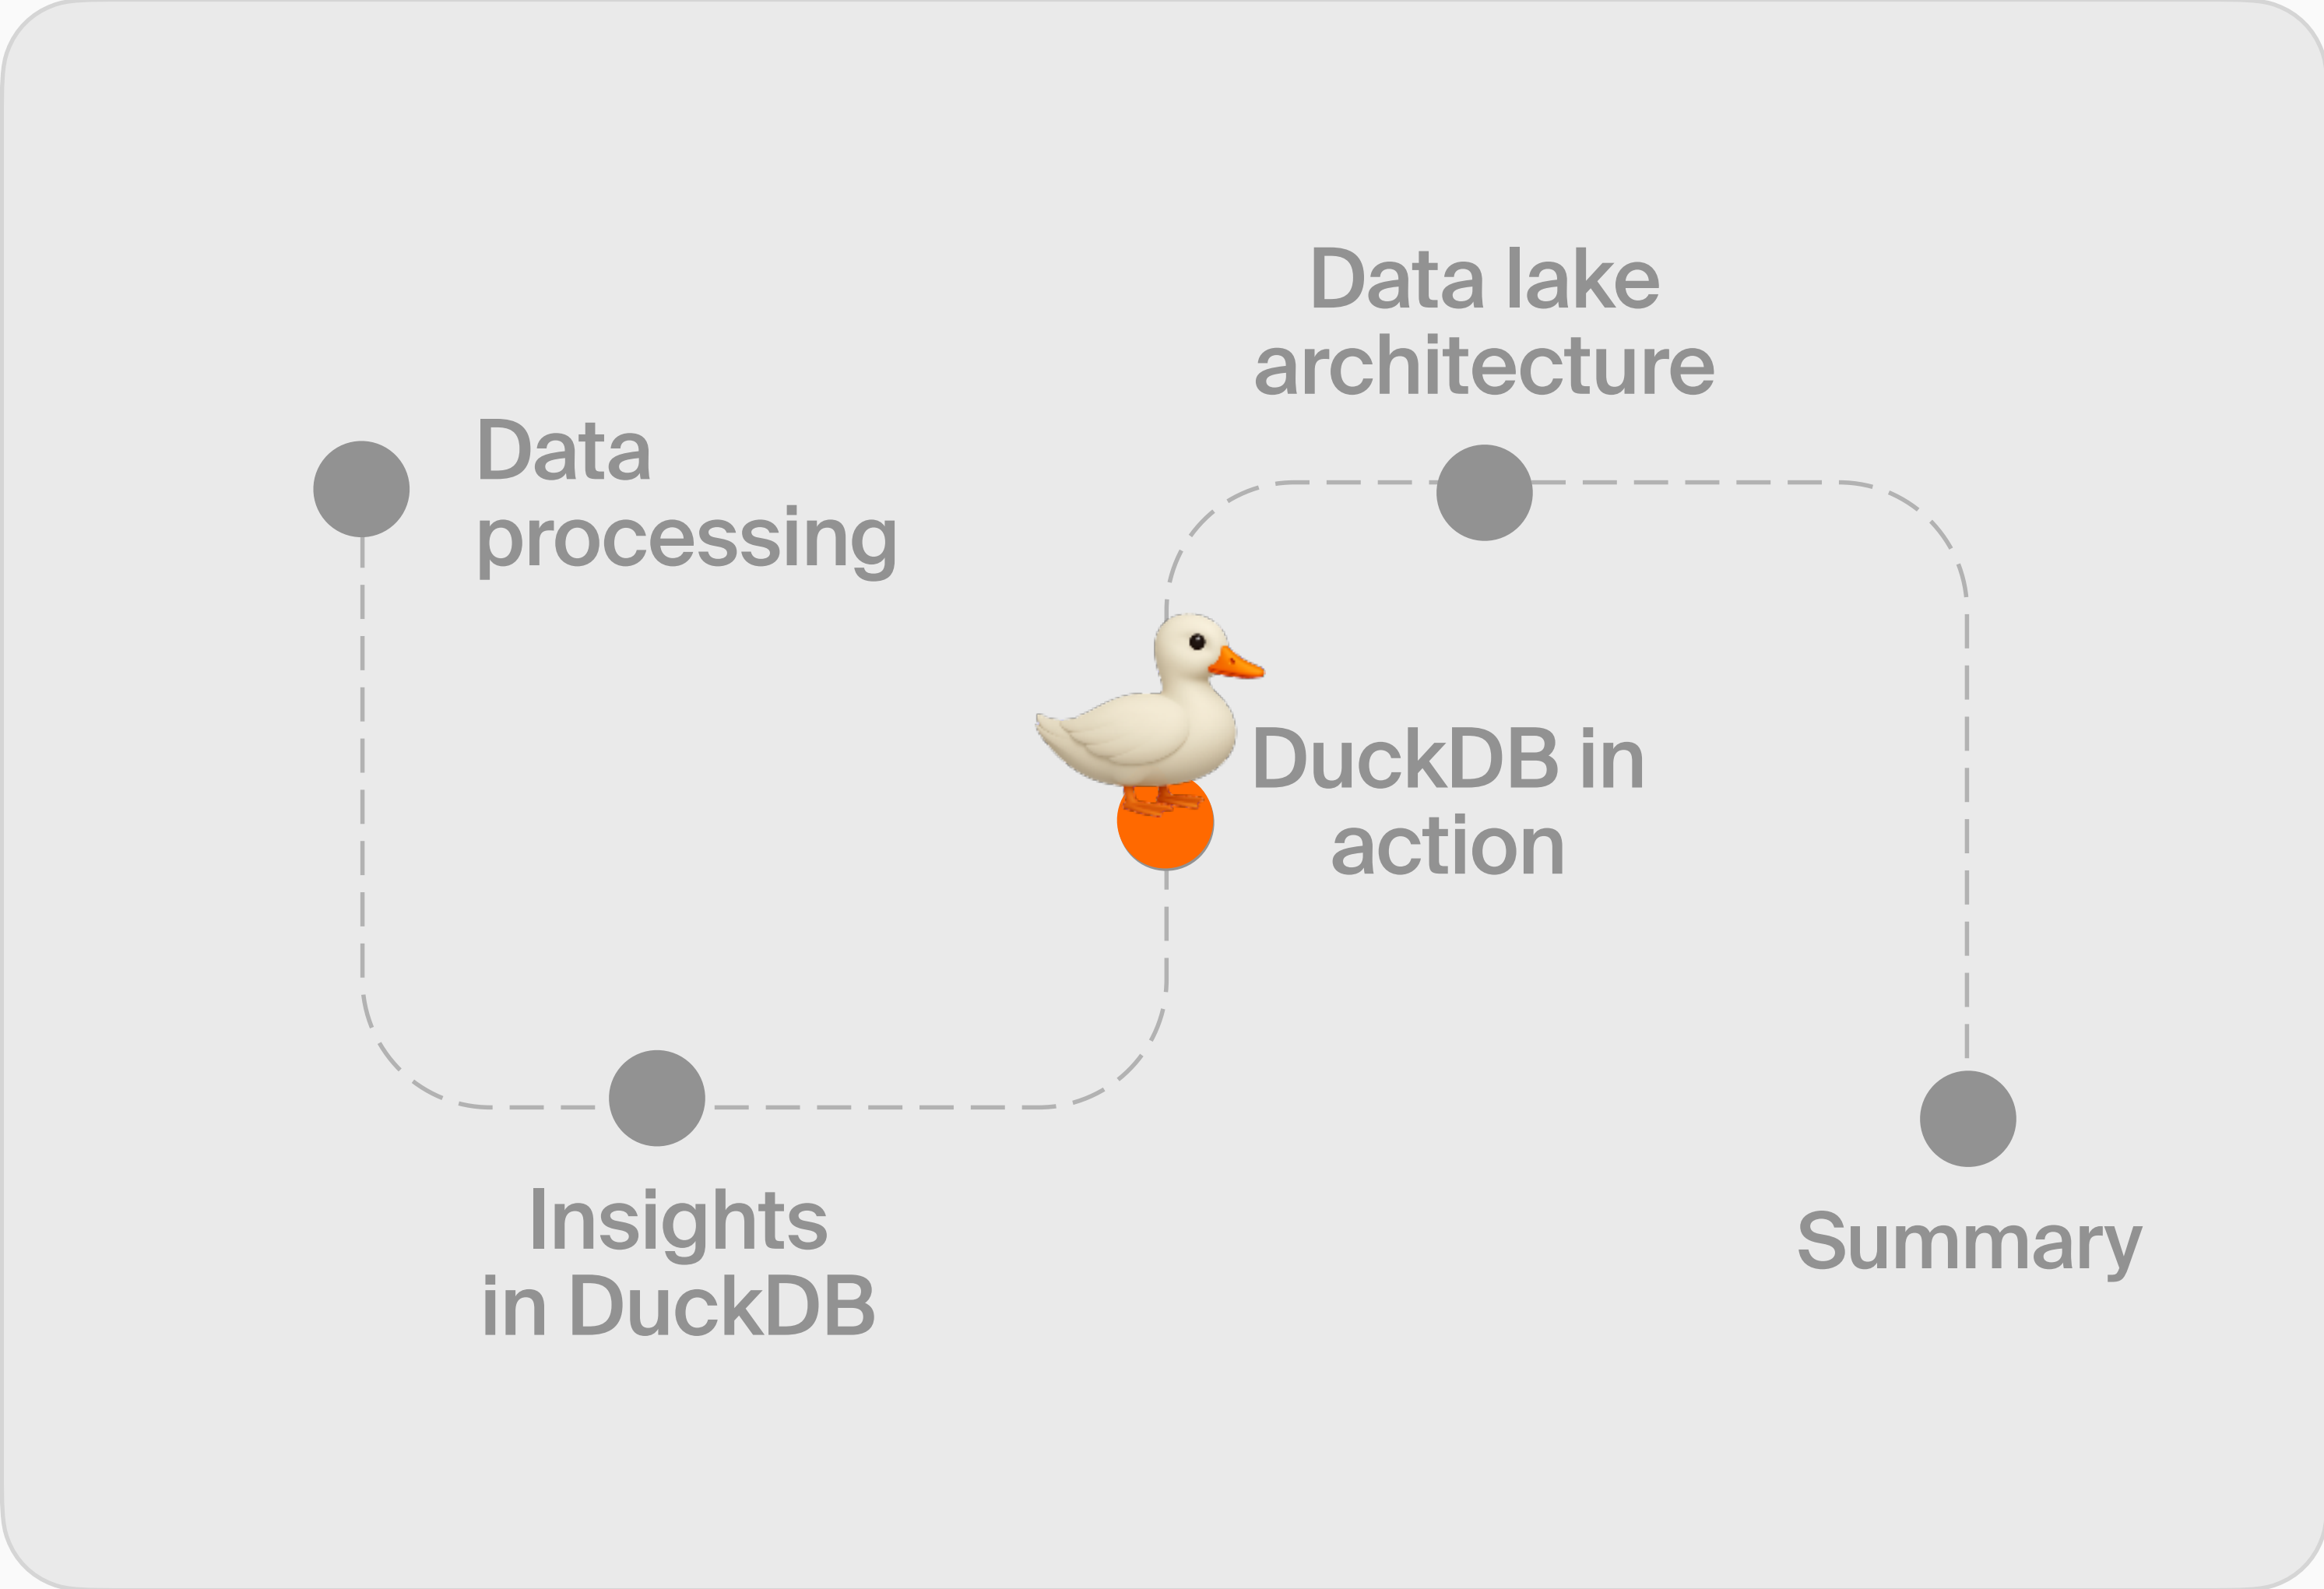 Data
processing
Insights
in DuckDB
DuckDB in
action
Data lake
architecture
Summary